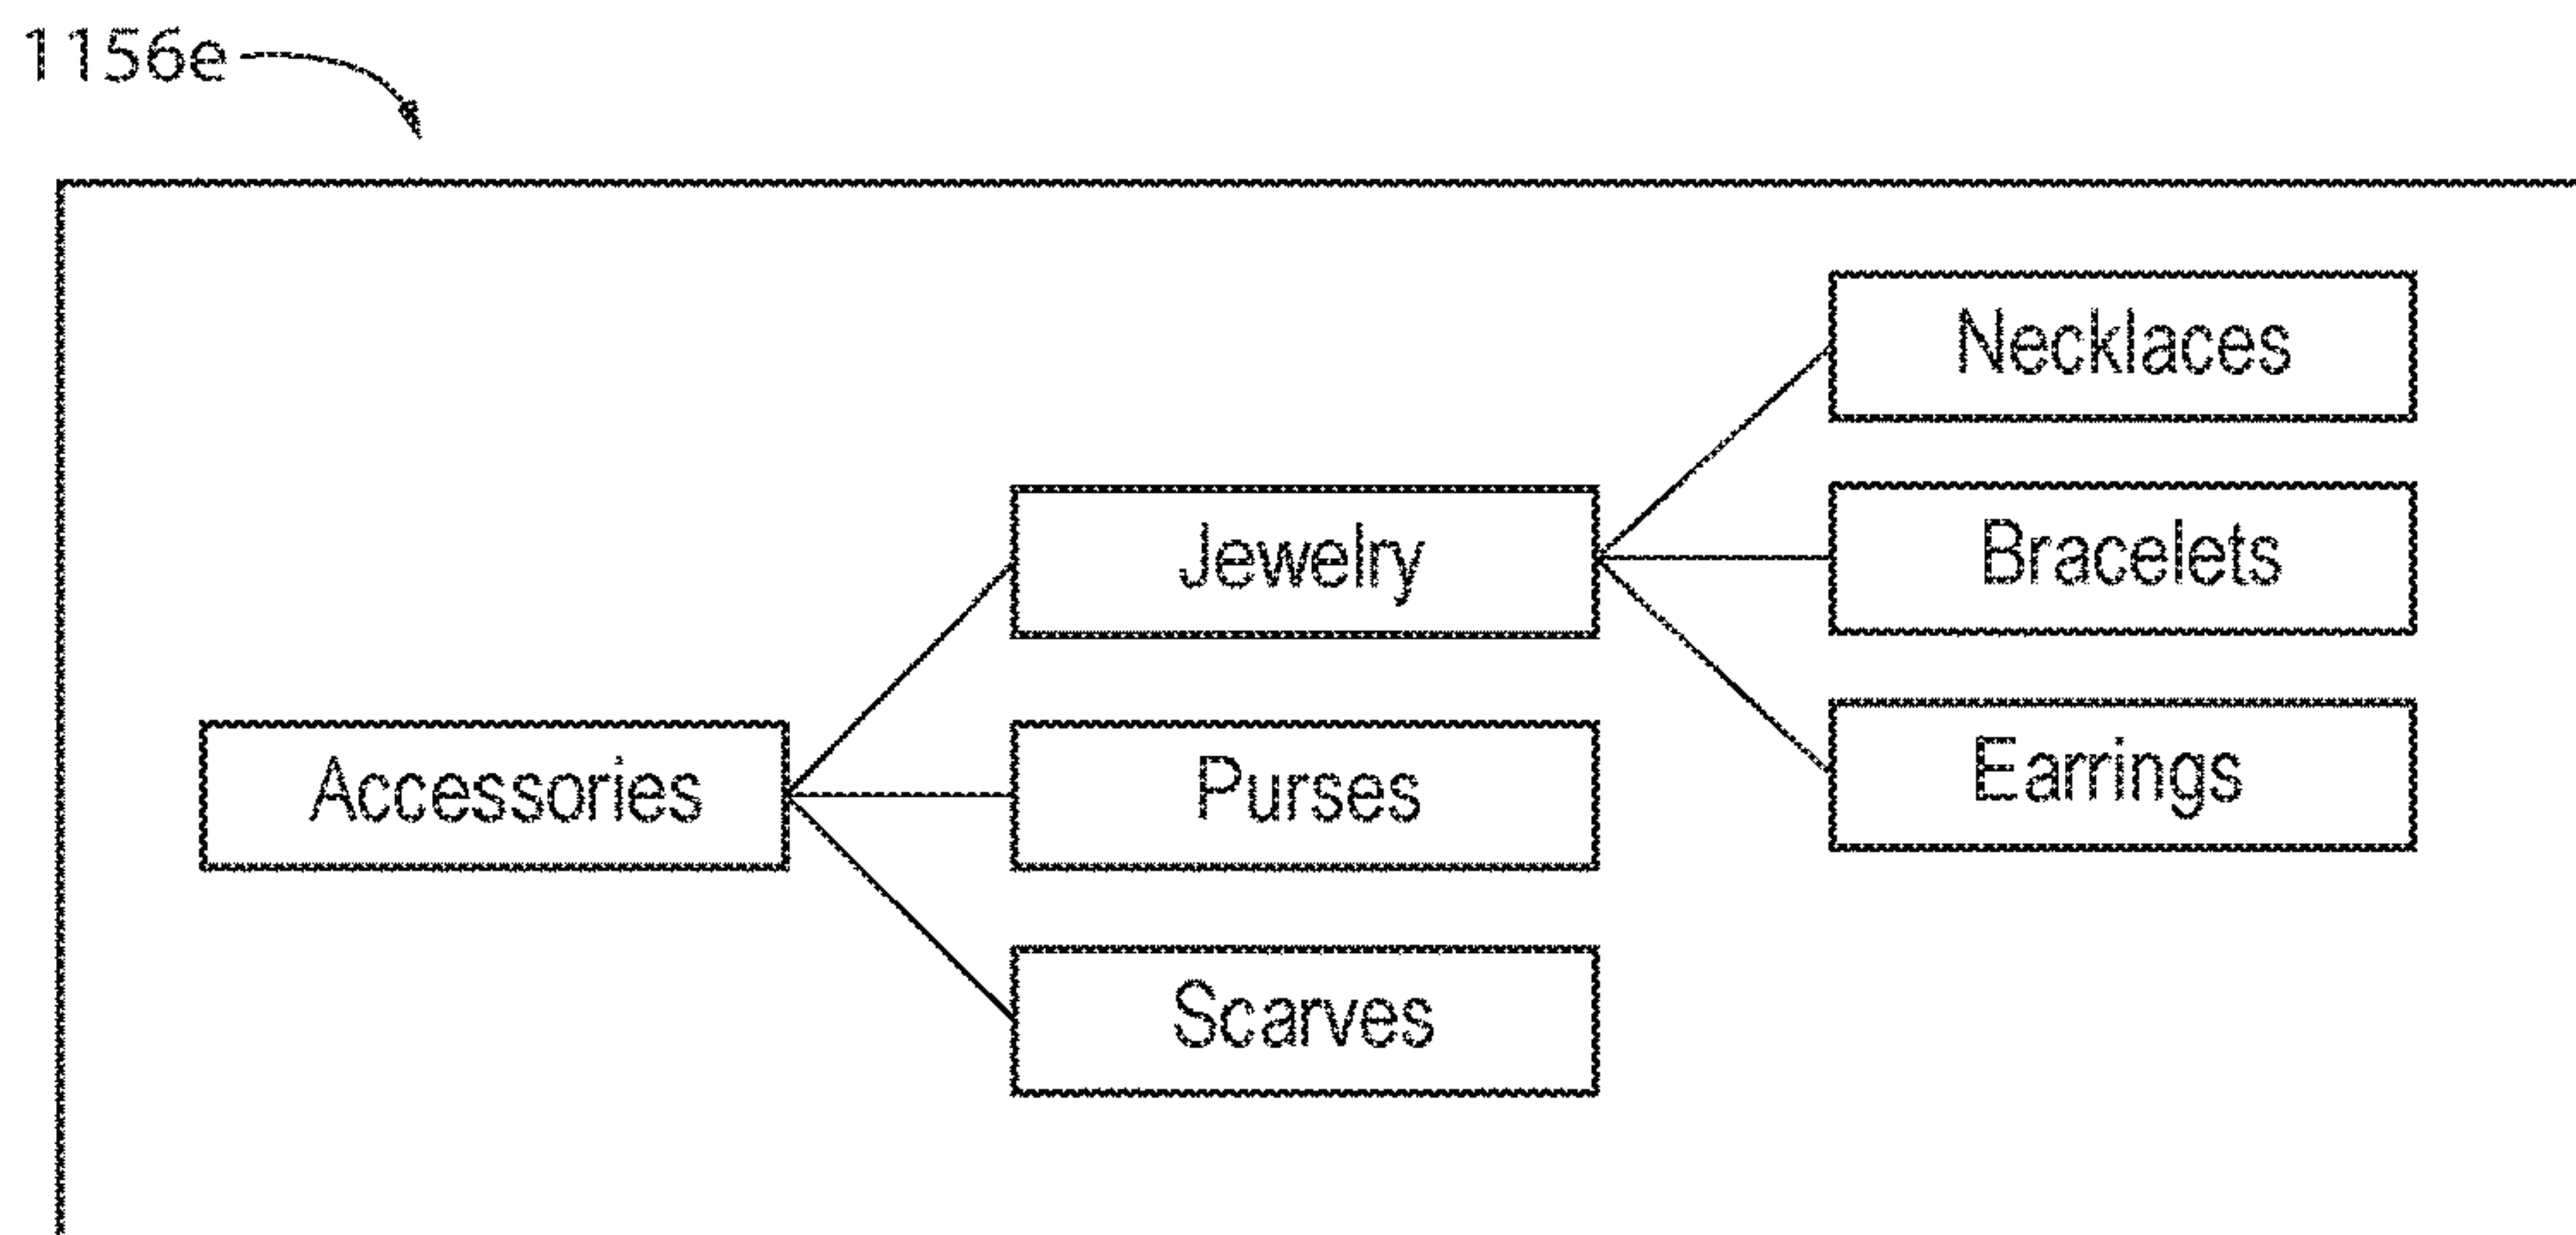 1156e
Necklaces
Jewelry
Bracelets
Accessories
Purses
Earrings
Scarves